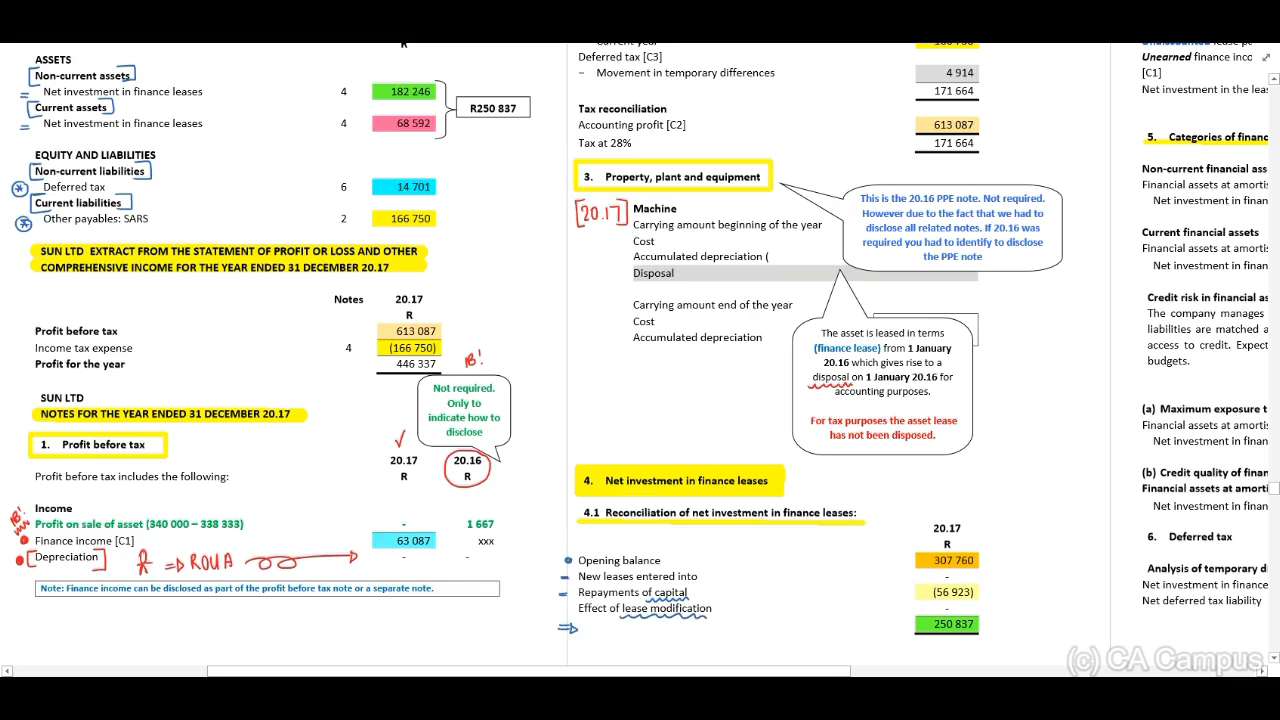 R
ASSETS
Non-current assets
Net investment in finance leases 4 182 246
Current assets
Net investment in finance leases 4 68 592
R250 837
EQUITY AND LIABILITIES
Non-current liabilities
Deferred tax 6 14 701
Current liabilities
Other payables: SARS 2 166 750
SUN LTD EXTRACT FROM THE STATEMENT OF PROFIT OR LOSS AND OTHER
COMPREHENSIVE INCOME FOR THE YEAR ENDED 31 DECEMBER 20.17
Notes 20.17
R
Profit before tax 613 087
Income tax expense 4 (166 750)
Profit for the year 446 337
Not required.
Only to
indicate how to
disclose
SUN LTD
NOTES FOR THE YEAR ENDED 31 DECEMBER 20.17
1. Profit before tax
20.17 20.16
Profit before tax includes the following: R R
Income
Profit on sale of asset (340 000 – 338 333) - 1 667
Finance income [C1] 63 087 xxx
[Depreciation] ⇒ ROUA - -
Note: Finance income can be disclosed as part of the profit before tax note or a separate note.
Deferred tax [C3]
– Movement in temporary differences 4 914
171 664
Tax reconciliation
Accounting profit [C2] 613 087
Tax at 28% 171 664
3. Property, plant and equipment
[20.17] Machine
Carrying amount beginning of the year
Cost
Accumulated depreciation (
Disposal
Carrying amount end of the year
Cost
Accumulated depreciation
This is the 20.16 PPE note. Not required.
However due to the fact that we had to
disclose all related notes. If 20.16 was
required you had to identify to disclose
the PPE note
The asset is leased in terms
(finance lease) from 1 January
20.16 which gives rise to a
disposal on 1 January 20.16 for
accounting purposes.
For tax purposes the asset lease
has not been disposed.
4. Net investment in finance leases
4.1 Reconciliation of net investment in finance leases:
20.17
R
Opening balance 307 760
New leases entered into -
Repayments of capital (56 923)
Effect of lease modification -
250 837
Unearned finance inc
[C1]
Net investment in the leas
5. Categories of financ
Non-current financial ass
Financial assets at amortis
Net investment in finan
Current financial assets
Financial assets at amortis
Net investment in finan
Credit risk in financial as
The company manages
liabilities are matched a
access to credit. Expect
budgets.
(a) Maximum exposure t
Financial assets at amorti
Net investment in finan
(b) Credit quality of finan
Financial assets at amorti
Net investment in finan
6. Deferred tax
Analysis of temporary di
Net investment in finance
Net deferred tax liability
(c) CA Campus